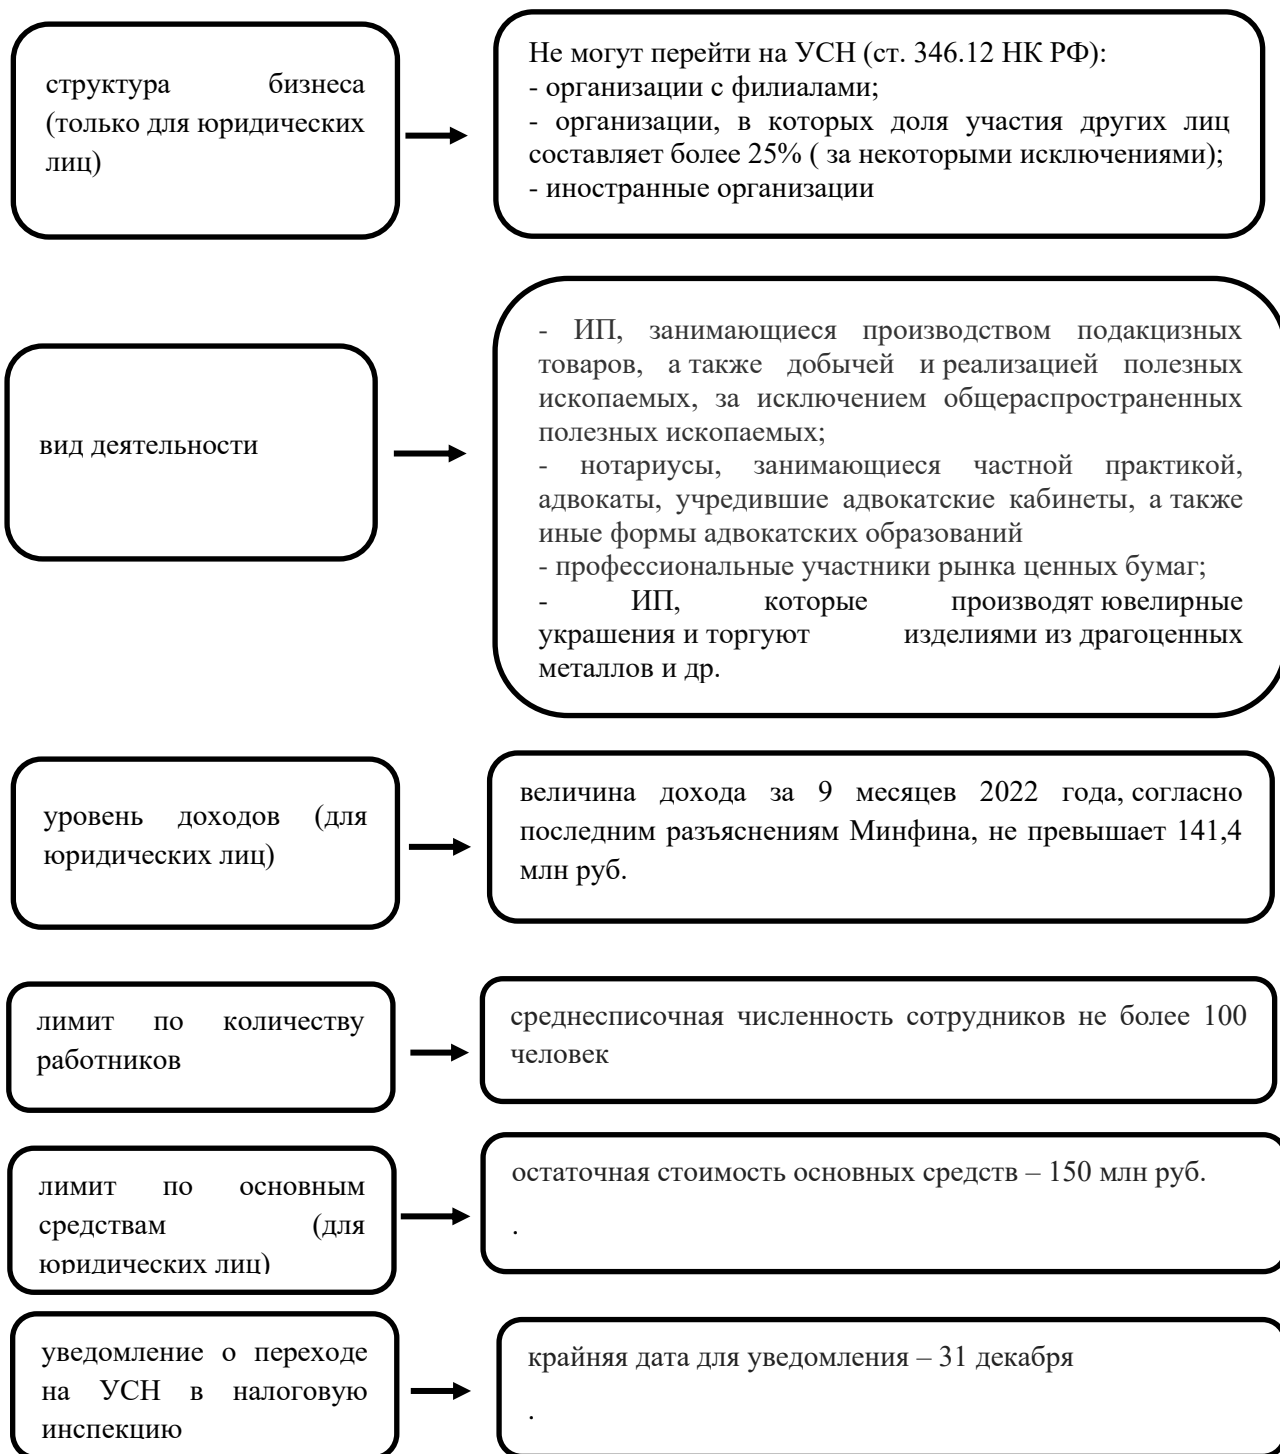 структура бизнеса
(только для юридических
лиц)
Не могут перейти на УСН (ст. 346.12 НК РФ):
- организации с филиалами;
- организации, в которых доля участия других лиц
составляет более 25% ( за некоторыми исключениями);
- иностранные организации
вид деятельности
- ИП, занимающиеся производством подакцизных
товаров, а также добычей и реализацией полезных
ископаемых, за исключением общераспространенных
полезных ископаемых;
- нотариусы, занимающиеся частной практикой,
адвокаты, учредившие адвокатские кабинеты, а также
иные формы адвокатских образований
- профессиональные участники рынка ценных бумаг;
- ИП, которые производят ювелирные
украшения и торгуют изделиями из драгоценных
металлов и др.
уровень доходов (для
юридических лиц)
величина дохода за 9 месяцев 2022 года, согласно
последним разъяснениям Минфина, не превышает 141,4
млн руб.
лимит по количеству
работников
среднесписочная численность сотрудников не более 100
человек
лимит по основным
средствам (для
юридических лиц)
остаточная стоимость основных средств – 150 млн руб.
.
уведомление о переходе
на УСН в налоговую
инспекцию
крайняя дата для уведомления – 31 декабря
.